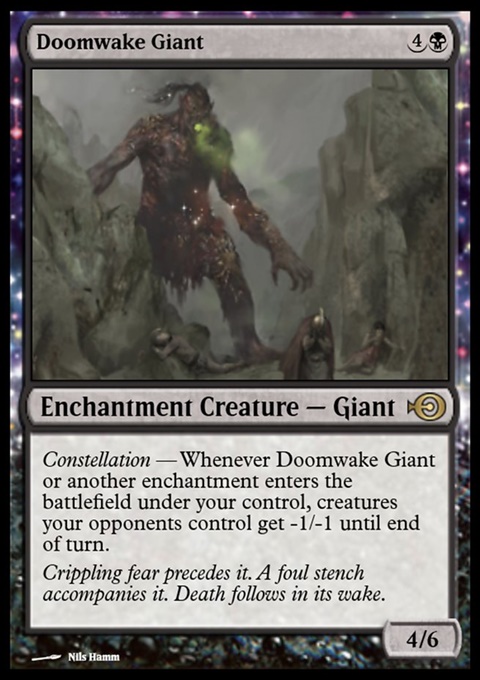 Doomwake Giant 4
Enchantment Creature — Giant
Constellation — Whenever Doomwake Giant
or another enchantment enters the
battlefield under your control, creatures
your opponents control get -1/-1 until end
of turn.
Crippling fear precedes it. A foul stench
accompanies it. Death follows in its wake.
4/6
Nils Hamm